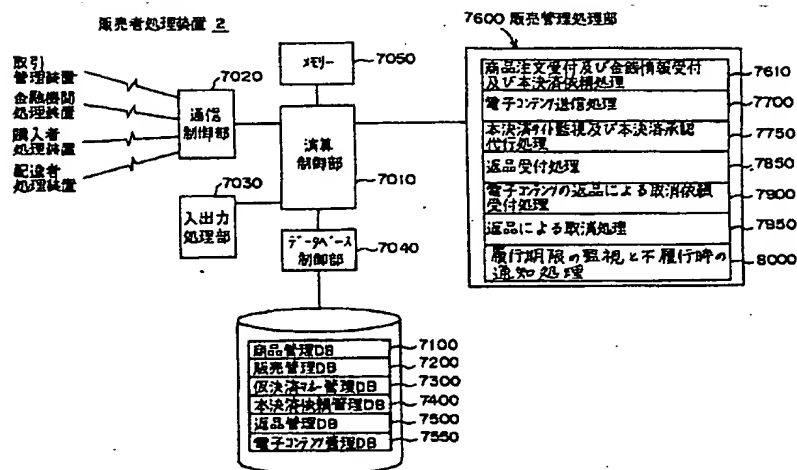 販売者処理装置 2
取引
管理装置
金融機関
処理装置
購入者
処理装置
配達者
処理装置
7020
通信
制御部
メモリー
7050
演算
制御部
7010
7030
入出力
処理部
データベース
制御部
7040
7100
商品管理DB
7200
販売管理DB
7300
仮決済マネー管理DB
7400
本決済依頼管理DB
7500
返品管理DB
7550
電子コンテンツ管理DB
7600 販売管理処理部
商品注文受付及び金銭情報受付
及び本決済依頼処理
7610
電子コンテンツ送信処理
7700
本決済サイト監視及び本決済承認
代行処理
7750
返品受付処理
7850
電子コンテンツの返品による取消依頼
受付処理
7900
返品による取消処理
7950
履行期限の監視と不履行時の
通知処理
8000